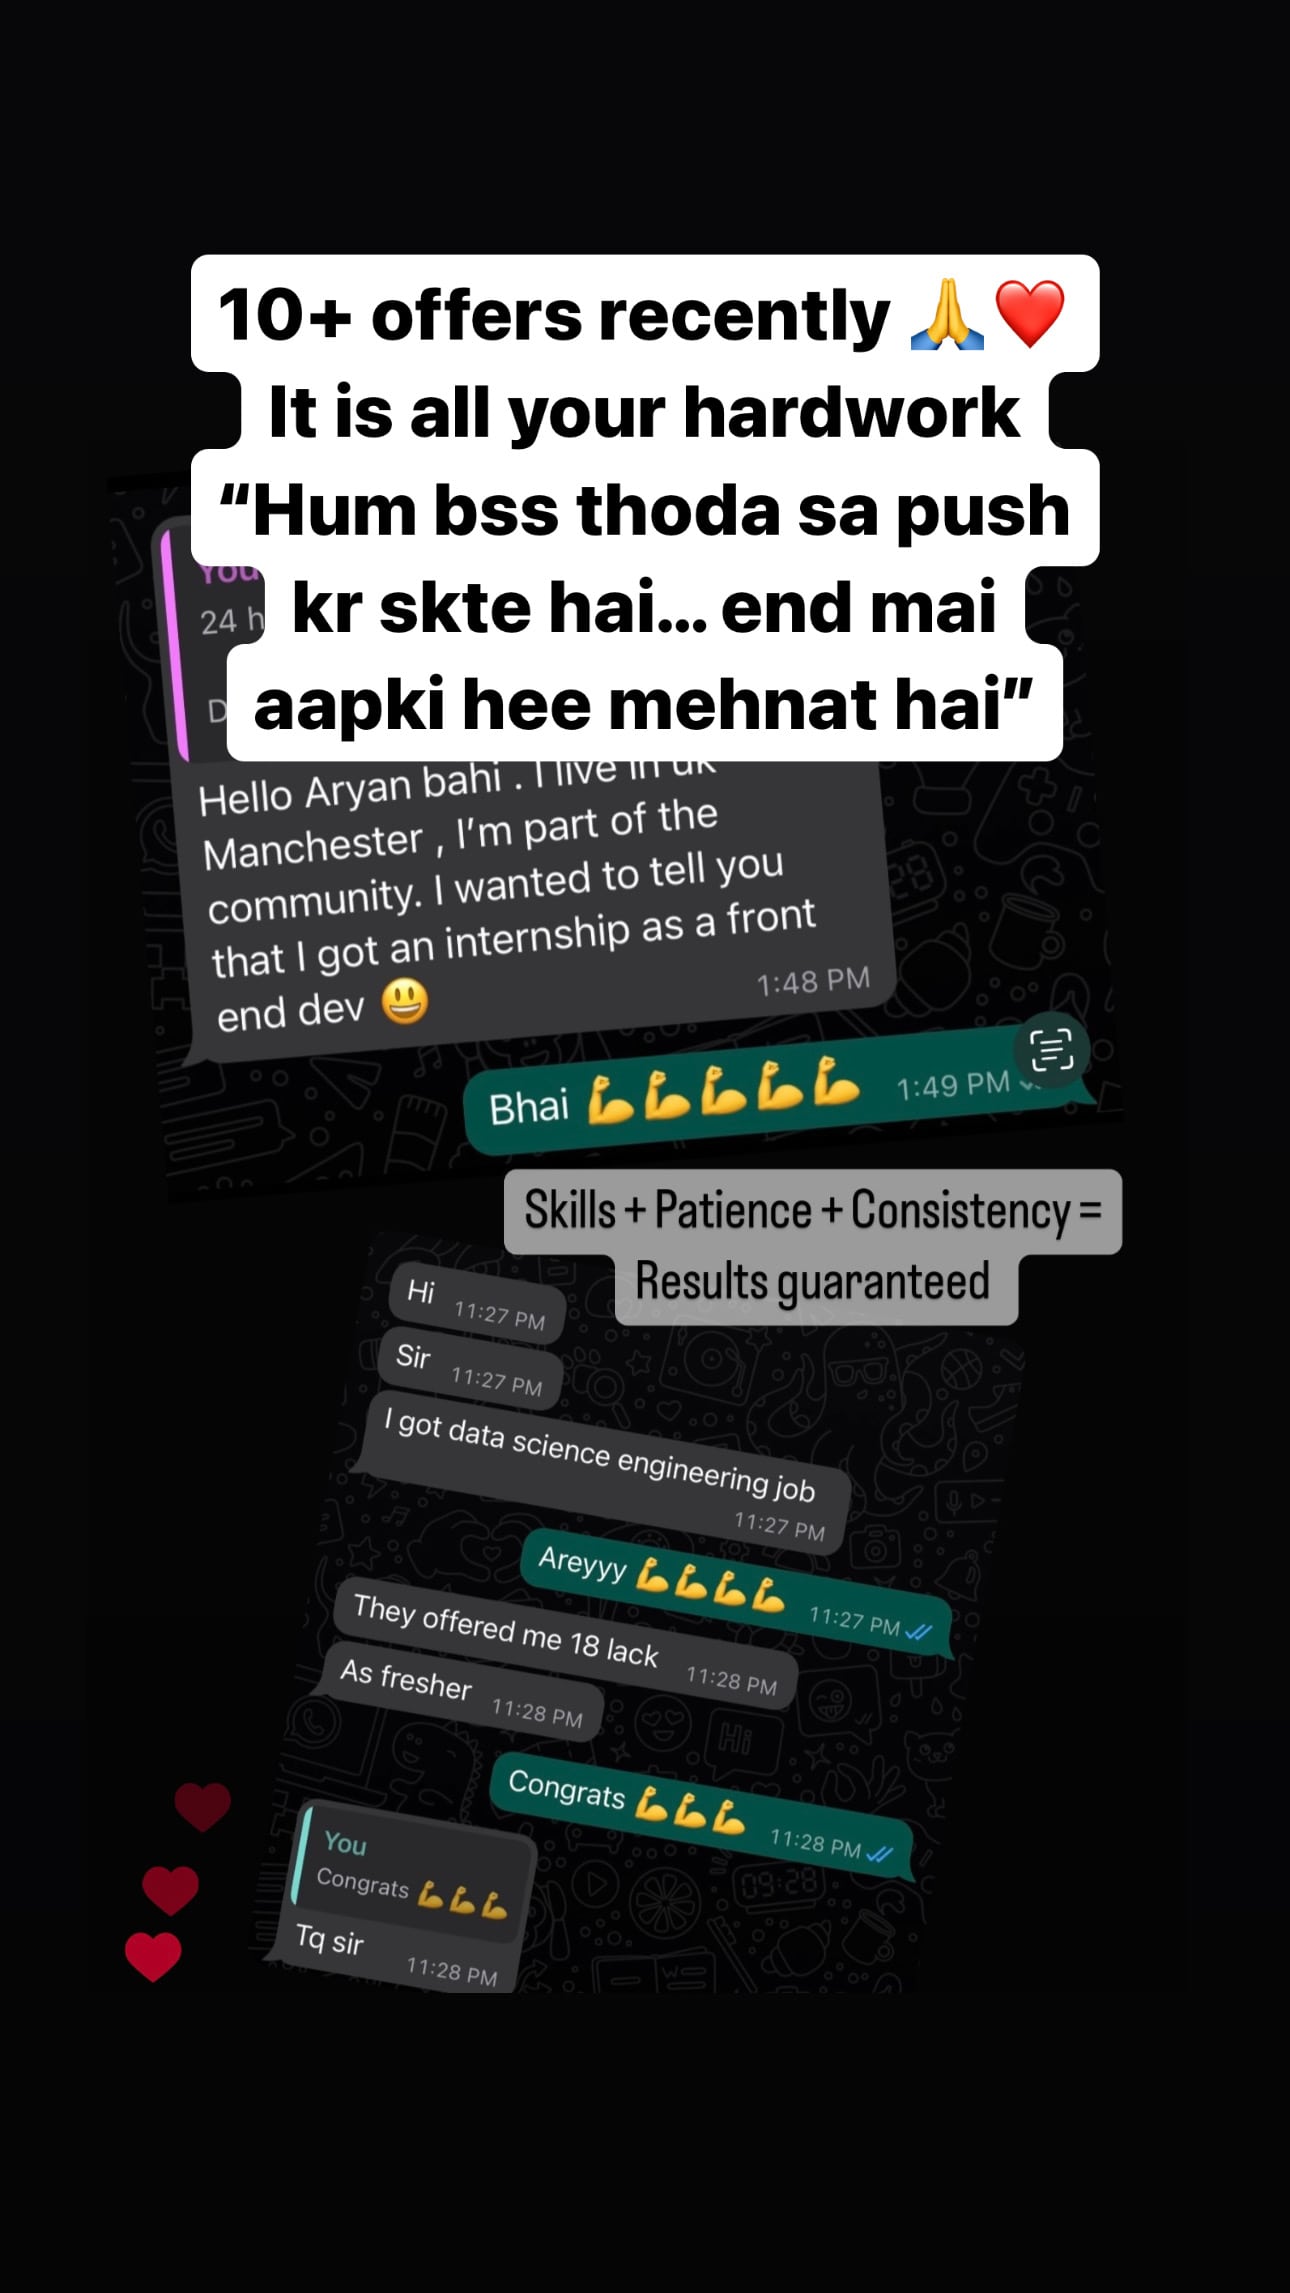 10+ offers recently 🙏❤️
It is all your hardwork
“Hum bss thoda sa push
kr skte hai... end mai
aapki hee mehnat hai”
You
24 h
D
Hello Aryan bahi . I live in uk
Manchester , I’m part of the
community. I wanted to tell you
that I got an internship as a front
end dev 😃
1:48 PM
Bhai 💪💪💪💪💪 1:49 PM
Skills + Patience + Consistency =
Results guaranteed
Hi 11:27 PM
Sir 11:27 PM
I got data science engineering job
11:27 PM
Areyyy 💪💪💪💪 11:27 PM
They offered me 18 lack 11:28 PM
As fresher 11:28 PM
Congrats 💪💪💪 11:28 PM
You
Congrats 💪💪💪
Tq sir 11:28 PM